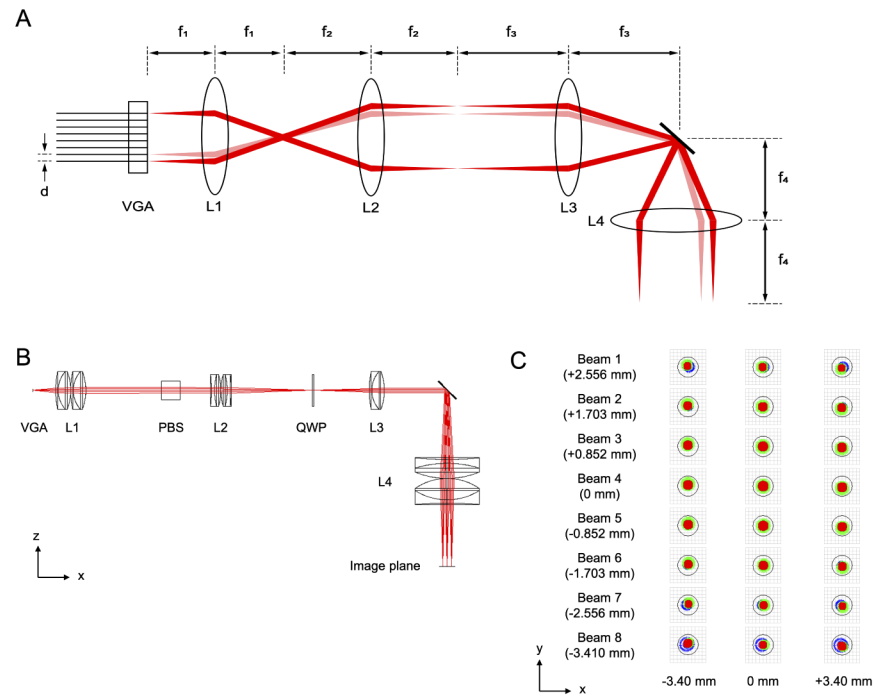 A
f₁ f₁ f₂ f₂ f₃ f₃
d
VGA L1 L2 L3
f₄
L4
f₄
B
VGA L1 PBS L2 QWP L3
L4
Image plane
z
x
C
Beam 1
(+2.556 mm)
Beam 2
(+1.703 mm)
Beam 3
(+0.852 mm)
Beam 4
(0 mm)
Beam 5
(-0.852 mm)
Beam 6
(-1.703 mm)
Beam 7
(-2.556 mm)
Beam 8
(-3.410 mm)
y
x
-3.40 mm 0 mm +3.40 mm